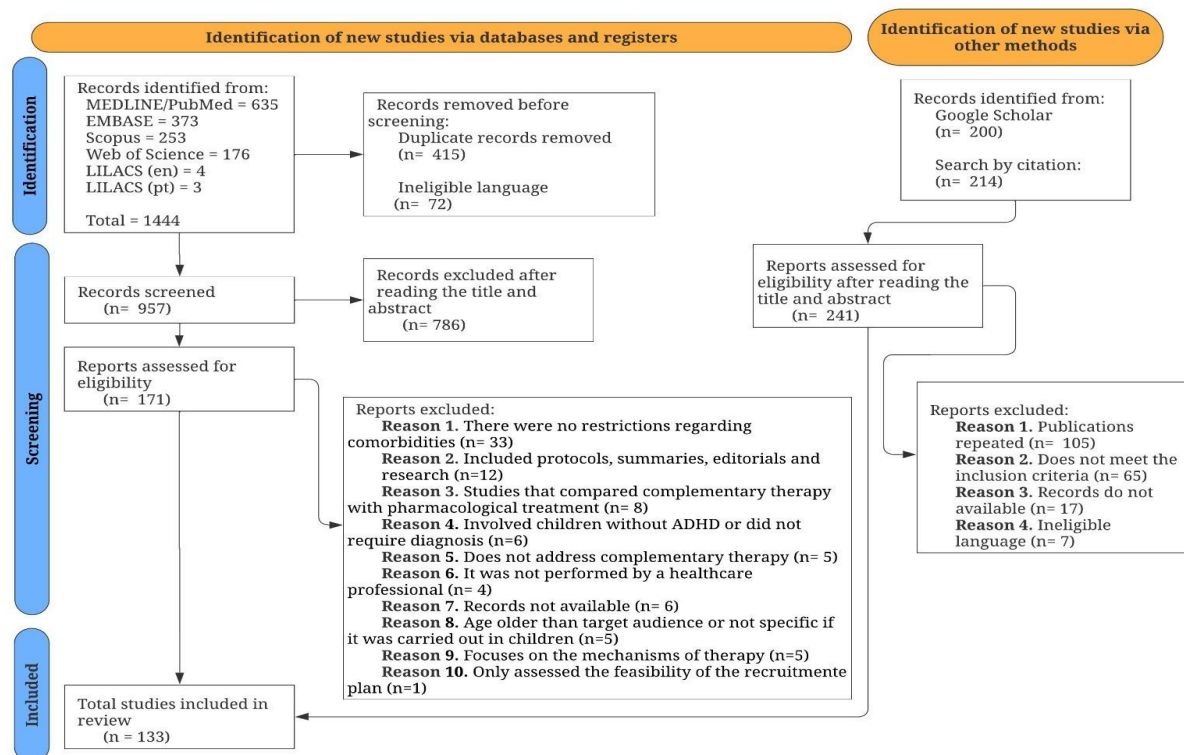 Identification of new studies via databases and registers
Identification of new studies via
other methods
Identification
Records identified from:
MEDLINE/PubMed = 635
EMBASE = 373
Scopus = 253
Web of Science = 176
LILACS (en) = 4
LILACS (pt) = 3
Total = 1444
Records removed before
screening:
Duplicate records removed
(n= 415)
Ineligible language
(n= 72)
Records identified from:
Google Scholar
(n= 200)
Search by citation:
(n= 214)
Screening
Records screened
(n= 957)
Records excluded after
reading the title and
abstract
(n= 786)
Reports assessed for
eligibility after reading the
title and abstract
(n= 241)
Reports assessed for
eligibility
(n= 171)
Reports excluded:
Reason 1. There were no restrictions regarding
comorbidities (n= 33)
Reason 2. Included protocols, summaries, editorials and
research (n=12)
Reason 3. Studies that compared complementary therapy
with pharmacological treatment (n= 8)
Reason 4. Involved children without ADHD or did not
require diagnosis (n=6)
Reason 5. Does not address complementary therapy (n= 5)
Reason 6. It was not performed by a healthcare
professional (n= 4)
Reason 7. Records not available (n= 6)
Reason 8. Age older than target audience or not specific if
it was carried out in children (n=5)
Reason 9. Focuses on the mechanisms of therapy (n=5)
Reason 10. Only assessed the feasibility of the recruitmente
plan (n=1)
Reports excluded:
Reason 1. Publications
repeated (n= 105)
Reason 2. Does not meet the
inclusion criteria (n= 65)
Reason 3. Records do not
available (n= 17)
Reason 4. Ineligible
language (n= 7)
Included
Total studies included in
review
(n = 133)